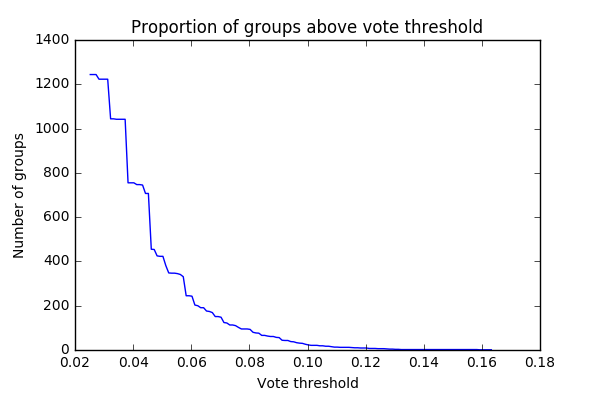 Proportion of groups above vote threshold
1400
1200
1000
800
600
400
200
0
0.02 0.04 0.06 0.08 0.10 0.12 0.14 0.16 0.18
Number of groups
Vote threshold